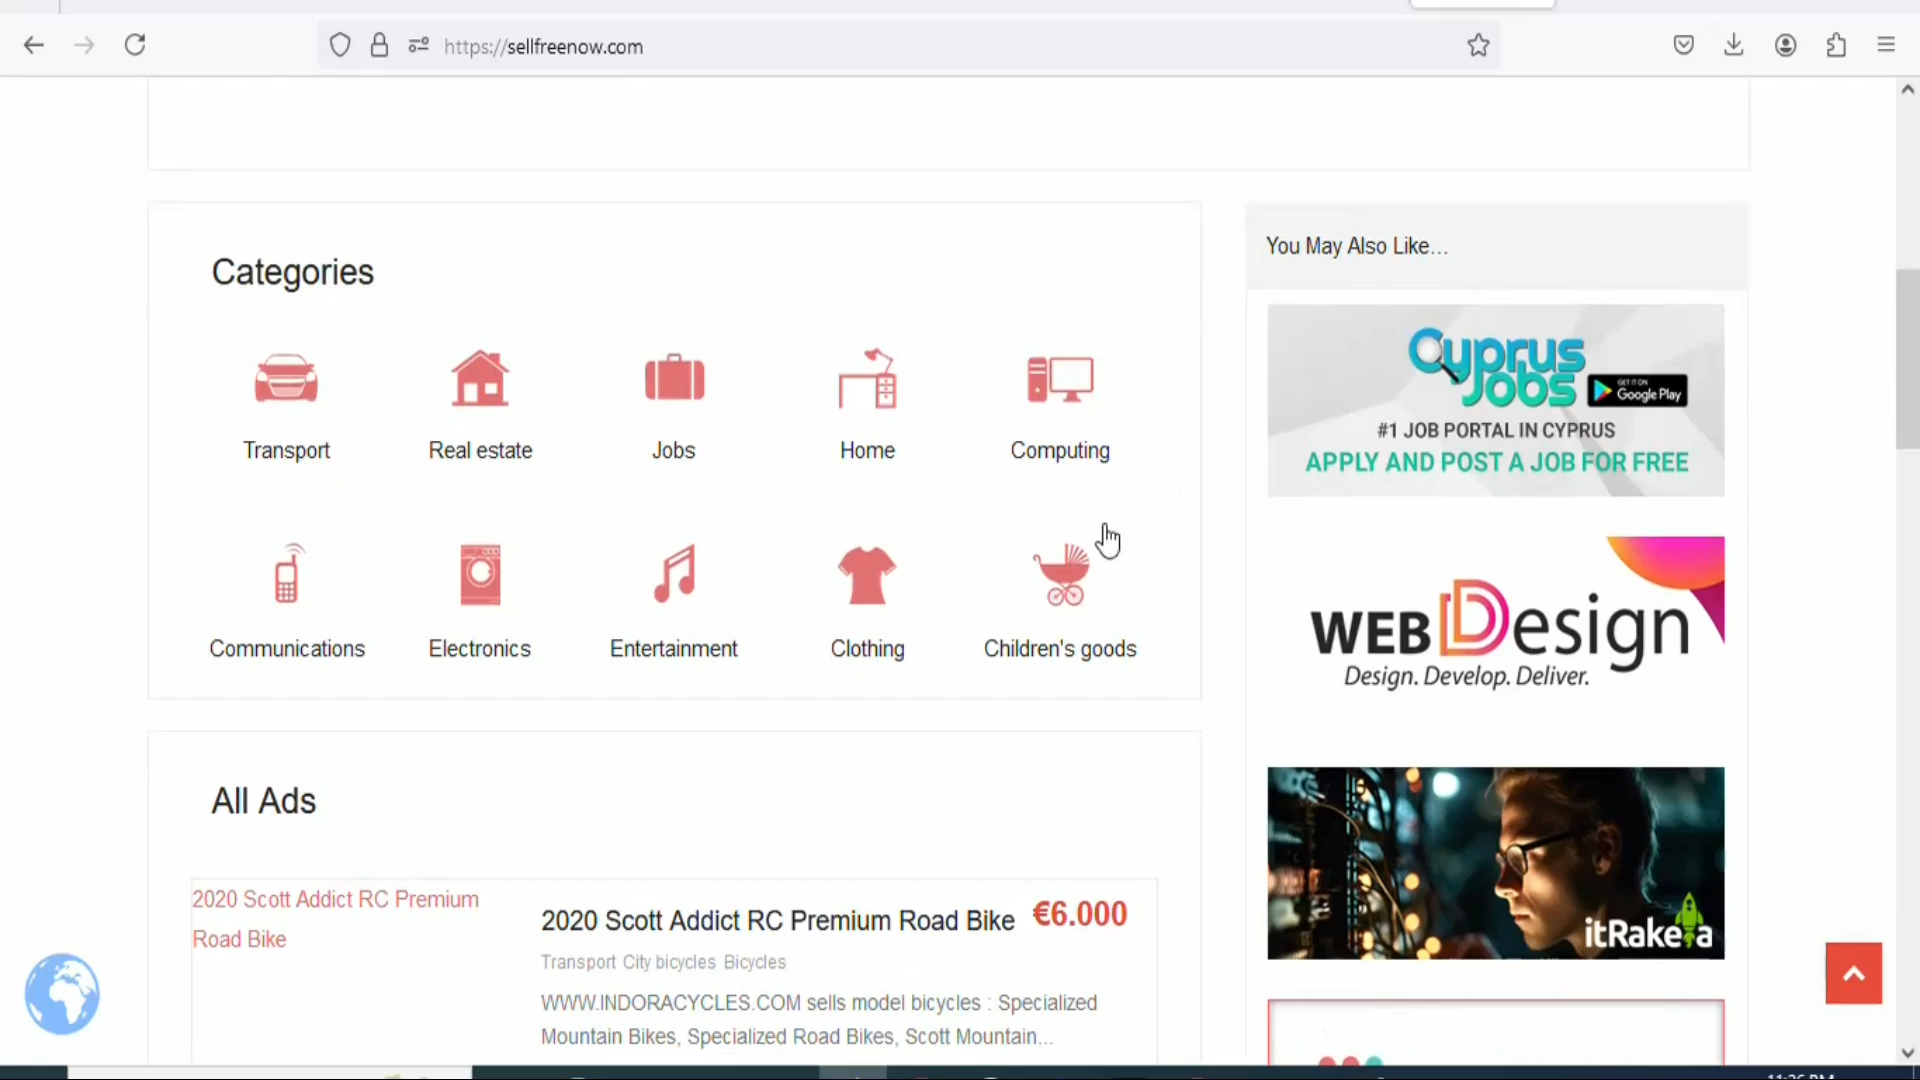 https://sellfreenow.com
Categories
Transport
Real estate
Jobs
Home
Computing
Communications
Electronics
Entertainment
Clothing
Children's goods
All Ads
2020 Scott Addict RC Premium
Road Bike
2020 Scott Addict RC Premium Road Bike
€6.000
Transport City bicycles Bicycles
WWW.INDORACYCLES.COM sells model bicycles : Specialized
Mountain Bikes, Specialized Road Bikes, Scott Mountain...
You May Also Like...
Cyprus
Jobs
GET IT ON
Google Play
#1 JOB PORTAL IN CYPRUS
APPLY AND POST A JOB FOR FREE
WEB Design
Design. Develop. Deliver.
itRaketa